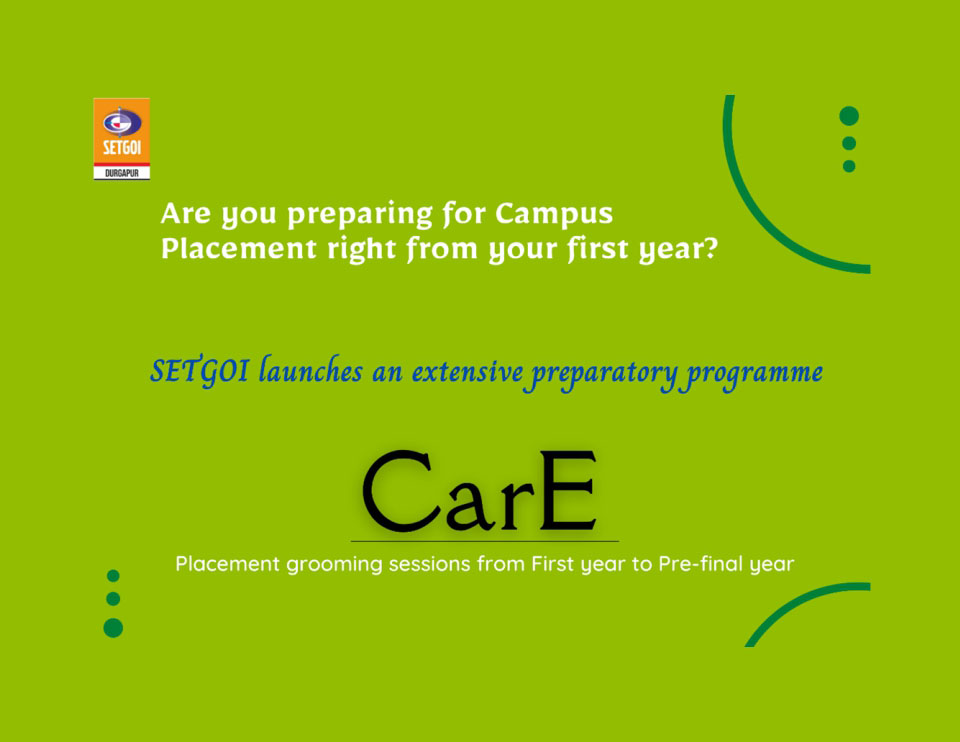 SETGOI
DURGAPUR
Are you preparing for Campus
Placement right from your first year?
SETGOI launches an extensive preparatory programme
CarE
Placement grooming sessions from First year to Pre-final year